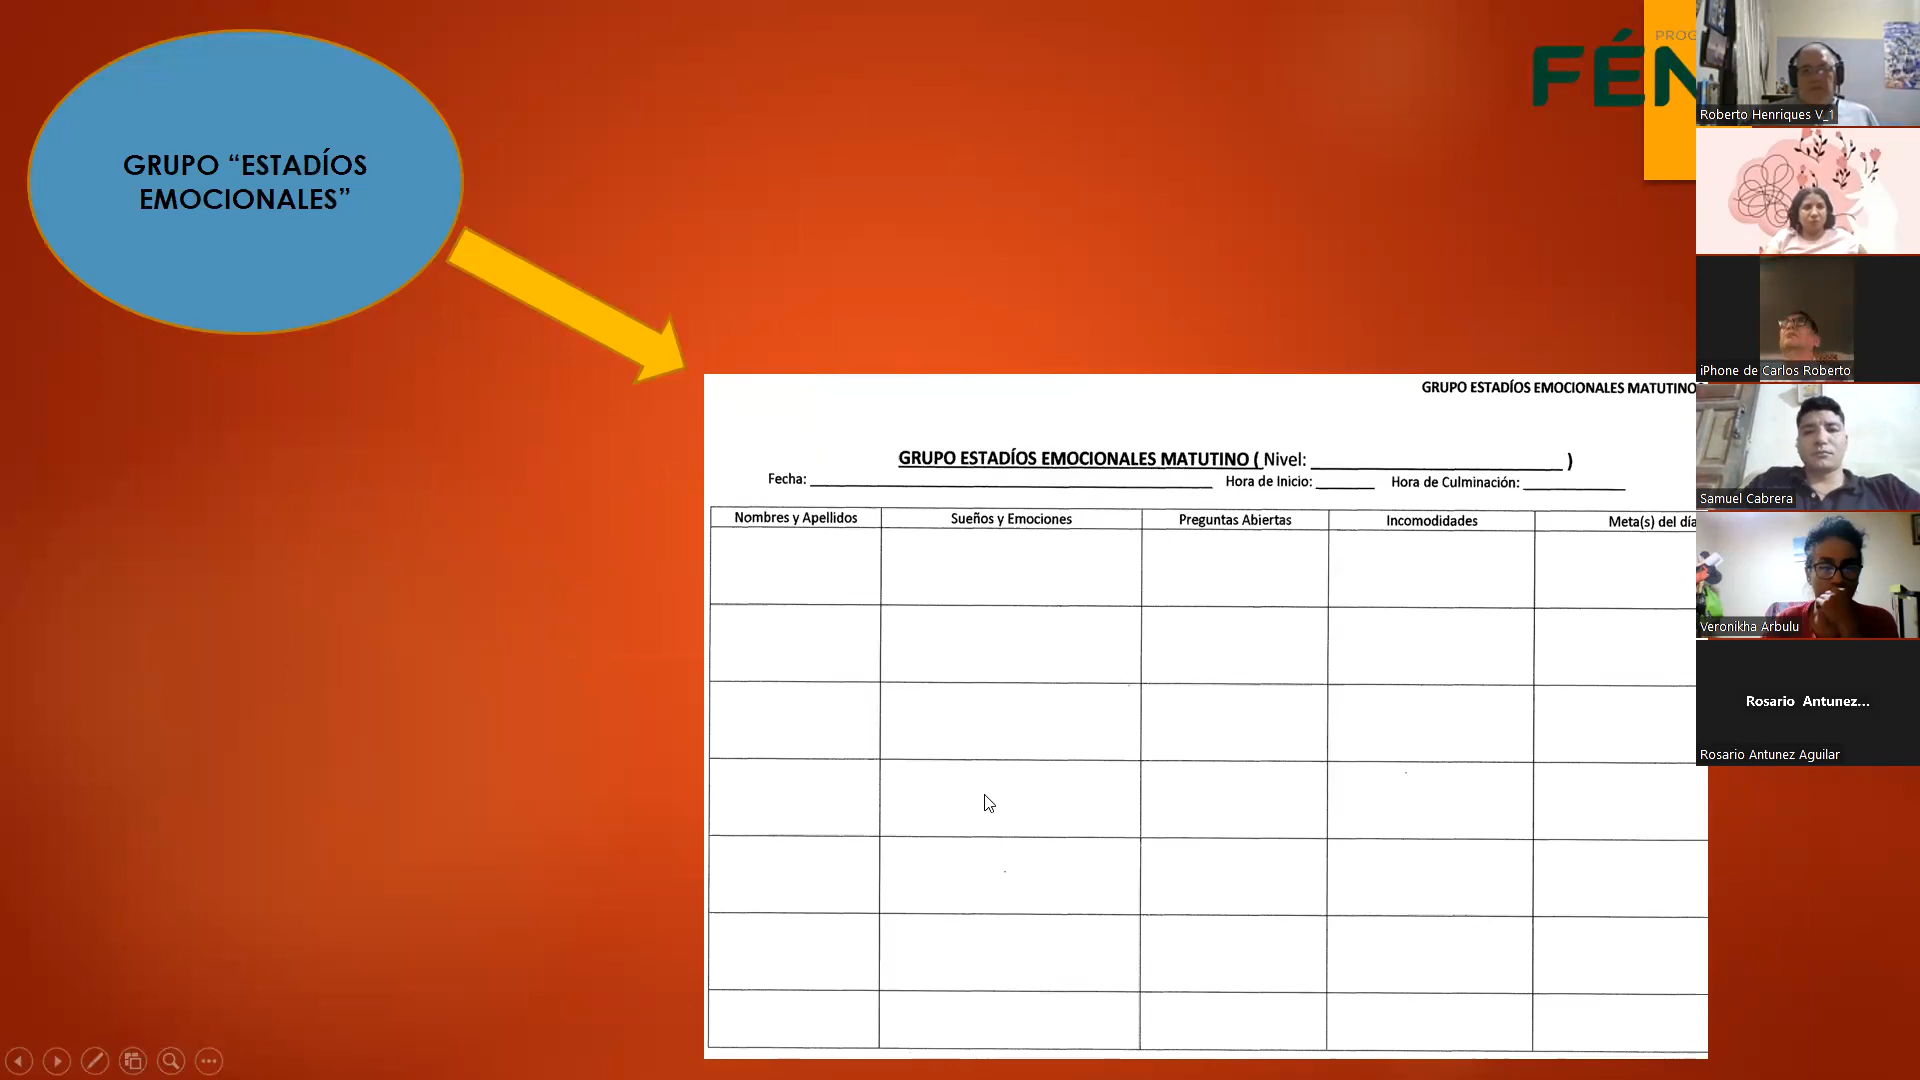 GRUPO “ESTADÍOS
EMOCIONALES”
PROG
FÉN
GRUPO ESTADÍOS EMOCIONALES MATUTINO
GRUPO ESTADÍOS EMOCIONALES MATUTINO ( Nivel: )
Fecha: Hora de Inicio: Hora de Culminación:
Nombres y Apellidos Sueños y Emociones Preguntas Abiertas Incomodidades Meta(s) del día
Roberto Henriques V_1
iPhone de Carlos Roberto
Samuel Cabrera
Veronikha Arbulu
Rosario Antunez...
Rosario Antunez Aguilar